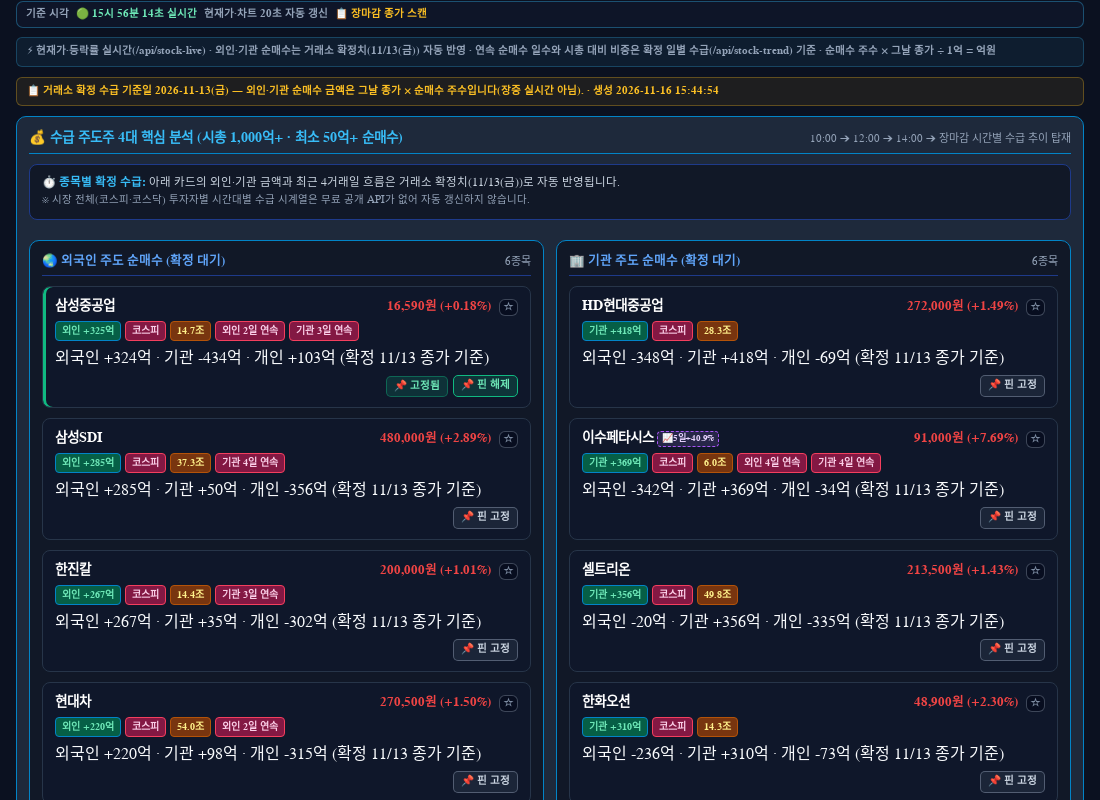 기준 시각 🟢 15시 56분 14초 실시간 현재가·차트 20초 자동 갱신 📋 장마감 종가 스캔
⚡ 현재가·등락률 실시간(/api/stock-live) · 외인·기관 순매수는 거래소 확정치(11/13(금)) 자동 반영 · 연속 순매수 일수와 시총 대비 비중은 확정 일별 수급(/api/stock-trend) 기준 · 순매수 주수 × 그날 종가 ÷ 1억 = 억원
📋 거래소 확정 수급 기준일 2026-11-13(금) — 외인·기관 순매수 금액은 그날 종가 × 순매수 주수입니다(장중 실시간 아님). · 생성 2026-11-16 15:44:54
💰 수급 주도주 4대 핵심 분석 (시총 1,000억+ · 최소 50억+ 순매수)
10:00 → 12:00 → 14:00 → 장마감 시간별 수급 추이 탑재
⏱️ 종목별 확정 수급: 아래 카드의 외인·기관 금액과 최근 4거래일 흐름은 거래소 확정치(11/13(금))로 자동 반영됩니다.
※ 시장 전체(코스피·코스닥) 투자자별 시간대별 수급 시계열은 무료 공개 API가 없어 자동 갱신하지 않습니다.
🌏 외국인 주도 순매수 (확정 대기) 6종목
삼성중공업 16,590원 (+0.18%) ☆
외인 +325억 코스피 14.7조 외인 2일 연속 기관 3일 연속
외국인 +324억 · 기관 -434억 · 개인 +103억 (확정 11/13 종가 기준)
📌 고정됨 📌 핀 해제
삼성SDI 480,000원 (+2.89%) ☆
외인 +285억 코스피 37.3조 기관 4일 연속
외국인 +285억 · 기관 +50억 · 개인 -356억 (확정 11/13 종가 기준)
📌 핀 고정
한진칼 200,000원 (+1.01%) ☆
외인 +267억 코스피 14.4조 기관 3일 연속
외국인 +267억 · 기관 +35억 · 개인 -302억 (확정 11/13 종가 기준)
📌 핀 고정
현대차 270,500원 (+1.50%) ☆
외인 +220억 코스피 54.0조 외인 2일 연속
외국인 +220억 · 기관 +98억 · 개인 -315억 (확정 11/13 종가 기준)
📌 핀 고정
🏢 기관 주도 순매수 (확정 대기) 6종목
HD현대중공업 272,000원 (+1.49%) ☆
기관 +418억 코스피 28.3조
외국인 -348억 · 기관 +418억 · 개인 -69억 (확정 11/13 종가 기준)
📌 핀 고정
이수페타시스 📈5일+40.9% 91,000원 (+7.69%) ☆
기관 +369억 코스피 6.0조 외인 4일 연속 기관 4일 연속
외국인 -342억 · 기관 +369억 · 개인 -34억 (확정 11/13 종가 기준)
📌 핀 고정
셀트리온 213,500원 (+1.43%) ☆
기관 +356억 코스피 49.8조
외국인 -20억 · 기관 +356억 · 개인 -335억 (확정 11/13 종가 기준)
📌 핀 고정
한화오션 48,900원 (+2.30%) ☆
기관 +310억 코스피 14.3조
외국인 -236억 · 기관 +310억 · 개인 -73억 (확정 11/13 종가 기준)
📌 핀 고정